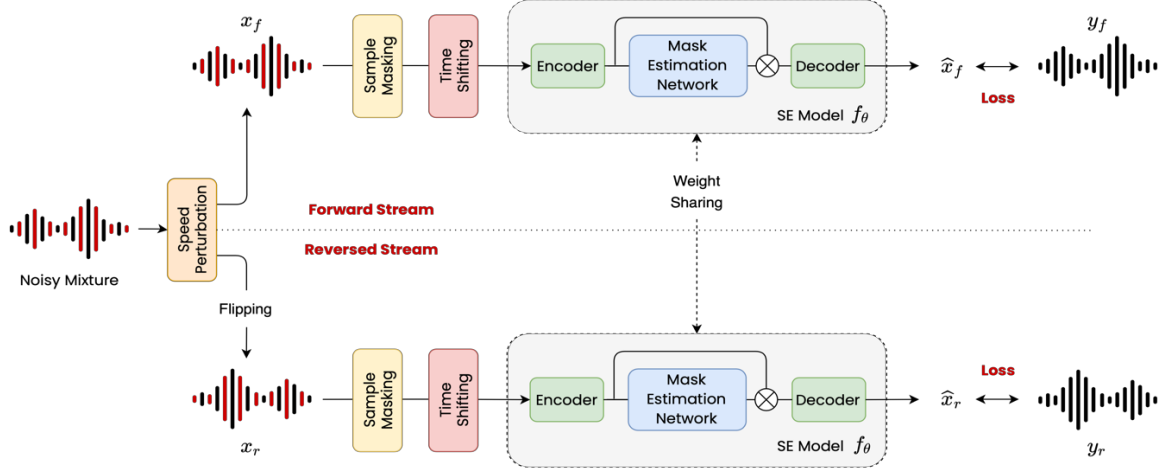 x_f
Sample
Masking
Time
Shifting
Encoder
Mask
Estimation
Network
Decoder
SE Model f_θ
x̂_f
Loss
y_f
Noisy Mixture
Speed
Perturbation
Forward Stream
Reversed Stream
Weight
Sharing
Flipping
x_r
Sample
Masking
Time
Shifting
Encoder
Mask
Estimation
Network
Decoder
SE Model f_θ
x̂_r
Loss
y_r